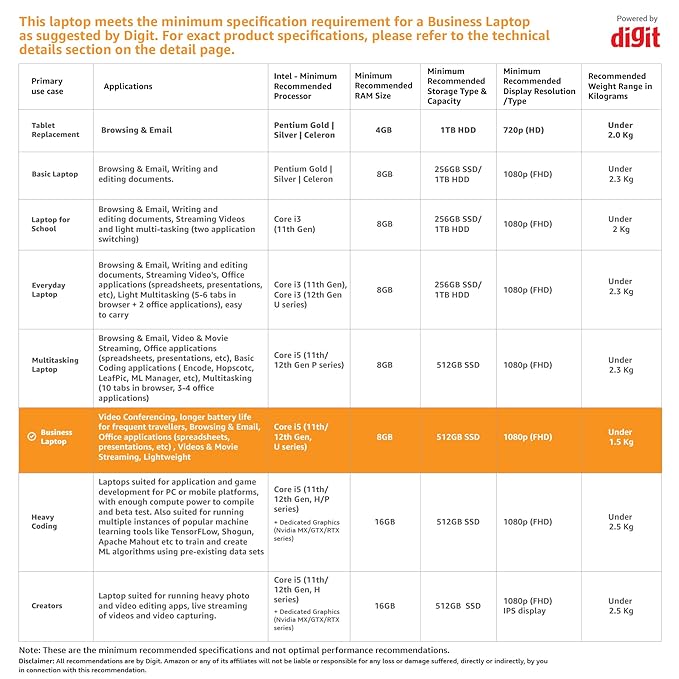 This laptop meets the minimum specification requirement for a Business Laptop
as suggested by Digit. For exact product specifications, please refer to the technical
details section on the detail page.
Powered by
digit
Primary
use case
Applications
Intel - Minimum
Recommended
Processor
Minimum
Recommended
RAM Size
Minimum
Recommended
Storage Type &
Capacity
Minimum
Recommended
Display Resolution
/Type
Recommended
Weight Range in
Kilograms
Tablet
Replacement
Browsing & Email
Pentium Gold |
Silver | Celeron
4GB
1TB HDD
720p (HD)
Under
2.0 Kg
Basic Laptop
Browsing & Email, Writing and
editing documents.
Pentium Gold |
Silver | Celeron
8GB
256GB SSD/
1TB HDD
1080p (FHD)
Under
2.3 Kg
Laptop for
School
Browsing & Email, Writing and
editing documents, Streaming Videos
and light multi-tasking (two application
switching)
Core i3
(11th Gen)
8GB
256GB SSD/
1TB HDD
1080p (FHD)
Under
2 Kg
Everyday
Laptop
Browsing & Email, Writing and editing
documents, Streaming Video's, Office
applications (spreadsheets, presentations,
etc), Light Multitasking (5-6 tabs in
browser + 2 office applications), easy
to carry
Core i3 (11th Gen),
Core i3 (12th Gen
U series)
8GB
256GB SSD/
1TB HDD
1080p (FHD)
Under
2.3 Kg
Multitasking
Laptop
Browsing & Email, Video & Movie
Streaming, Office applications
(spreadsheets, presentations, etc), Basic
Coding applications ( Encode, Hopscotc,
LeafPic, ML Manager, etc), Multitasking
(10 tabs in browser, 3-4 office
applications)
Core i5 (11th/
12th Gen P series)
8GB
512GB SSD
1080p (FHD)
Under
2.3 Kg
Business
Laptop
Video Conferencing, longer battery life
for frequent travellers, Browsing & Email,
Office applications (spreadsheets,
presentations, etc) , Videos & Movie
Streaming, Lightweight
Core i5 (11th/
12th Gen,
U series)
8GB
512GB SSD
1080p (FHD)
Under
1.5 Kg
Heavy
Coding
Laptops suited for application and game
development for PC or mobile platforms,
with enough compute power to compile
and beta test. Also suited for running
multiple instances of popular machine
learning tools like TensorFLow, Shogun,
Apache Mahout etc to train and create
ML algorithms using pre-existing data sets
Core i5 (11th/
12th Gen, H/P
series)
+ Dedicated Graphics
(Nvidia MX/GTX/RTX
series)
16GB
512GB SSD
1080p (FHD)
Under
2.5 Kg
Creators
Laptop suited for running heavy photo
and video editing apps, live streaming
of videos and video capturing.
Core i5 (11th/
12th Gen, H
series)
+ Dedicated Graphics
(Nvidia MX/GTX/RTX
series)
16GB
512GB SSD
1080p (FHD)
IPS display
Under
2.5 Kg
Note: These are the minimum recommended specifications and not optimal performance recommendations.
Disclaimer: All recommendations are by Digit. Amazon or any of its affiliates will not be liable or responsible for any loss or damage suffered, directly or indirectly, by you
in connection with this recommendation.